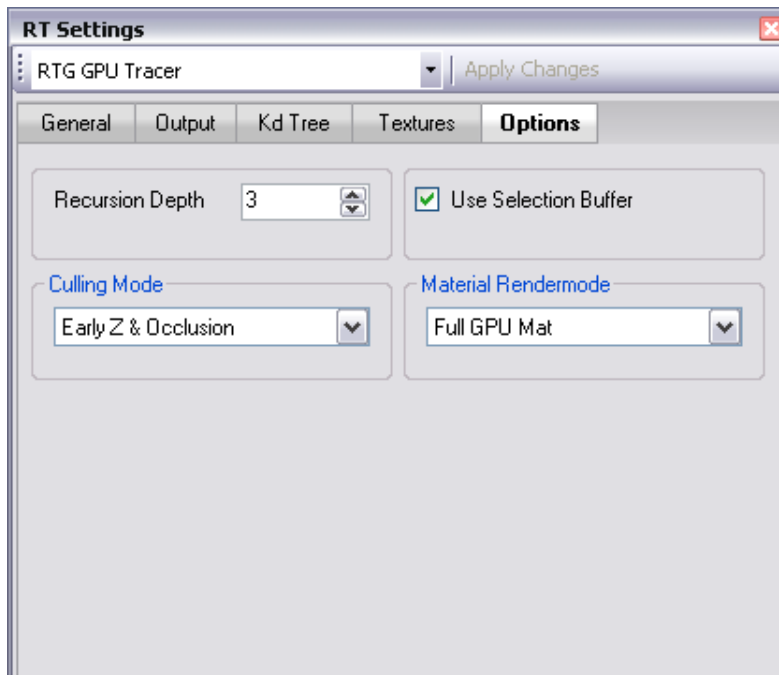 RT Settings
RTG GPU Tracer Apply Changes
General Output Kd Tree Textures Options
Recursion Depth 3 Use Selection Buffer
Culling Mode Material Rendermode
Early Z & Occlusion Full GPU Mat